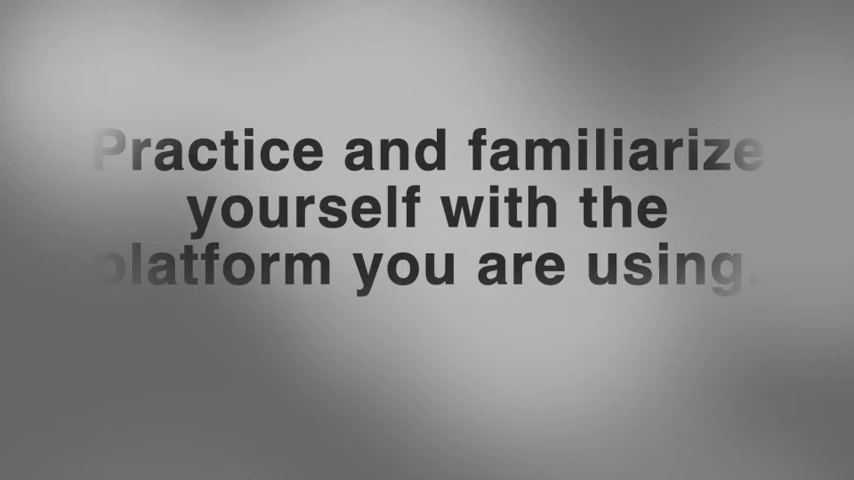 Practice and familiarize
yourself with the
platform you are using.